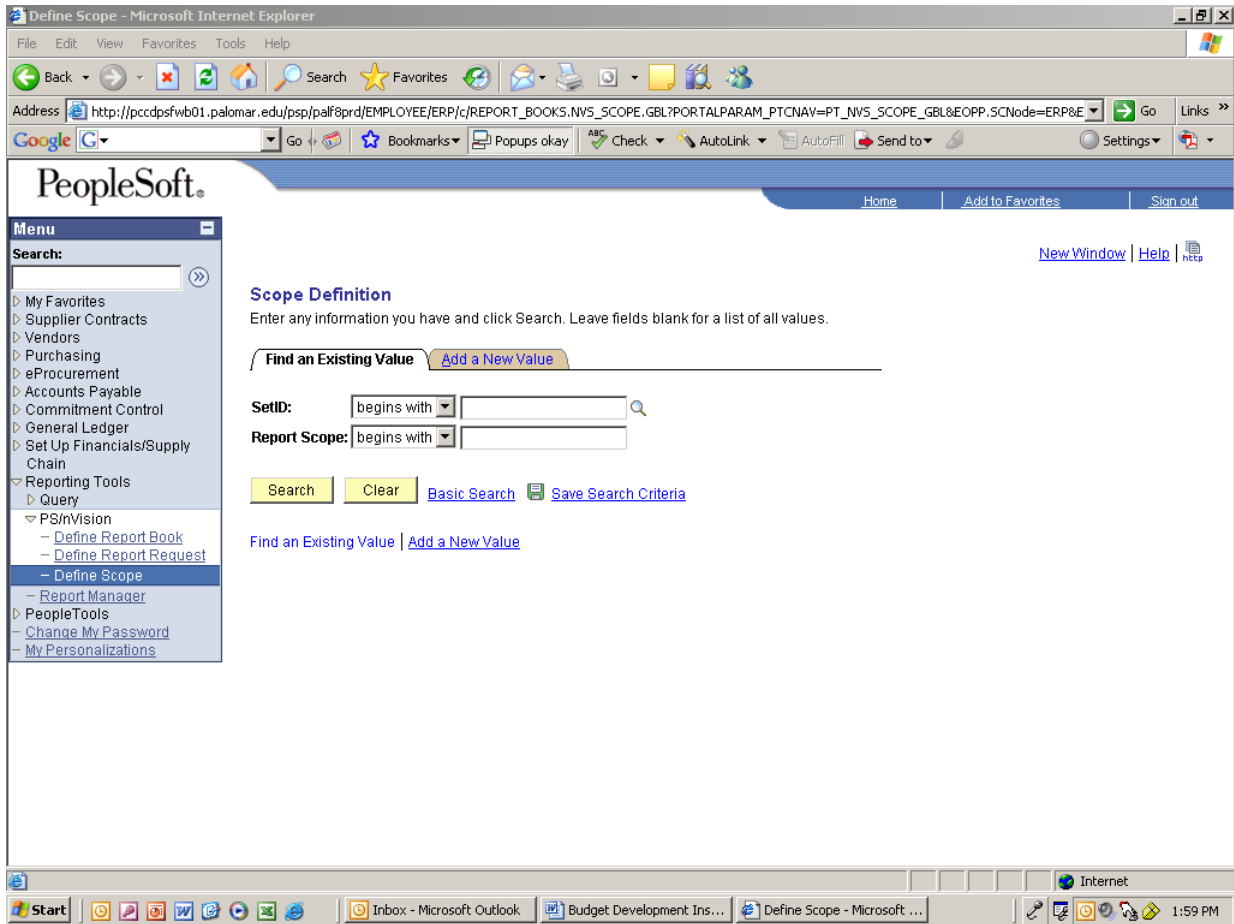 Define Scope - Microsoft Internet Explorer
File Edit View Favorites Tools Help
Back Search Favorites
Address http://pccdpsfwb01.palomar.edu/psp/palf8prd/EMPLOYEE/ERP/c/REPORT_BOOKS.NVS_SCOPE.GBL?PORTALPARAM_PTCNAV=PT_NVS_SCOPE_GBL&EOPP.SCNode=ERP&E Go Links »
Google G Go Bookmarks Popups okay ABC Check AutoLink AutoFill Send to Settings
PeopleSoft®
Home Add to Favorites Sign out
Menu
New Window | Help | http
Search:
My Favorites
Supplier Contracts
Vendors
Purchasing
eProcurement
Accounts Payable
Commitment Control
General Ledger
Set Up Financials/Supply
Chain
Reporting Tools
Query
PS/nVision
– Define Report Book
– Define Report Request
– Define Scope
– Report Manager
PeopleTools
– Change My Password
– My Personalizations
Scope Definition
Enter any information you have and click Search. Leave fields blank for a list of all values.
Find an Existing Value Add a New Value
SetID: begins with
Report Scope: begins with
Search Clear Basic Search Save Search Criteria
Find an Existing Value | Add a New Value
Internet
Start Inbox - Microsoft Outlook Budget Development Ins... Define Scope - Microsoft ... 1:59 PM